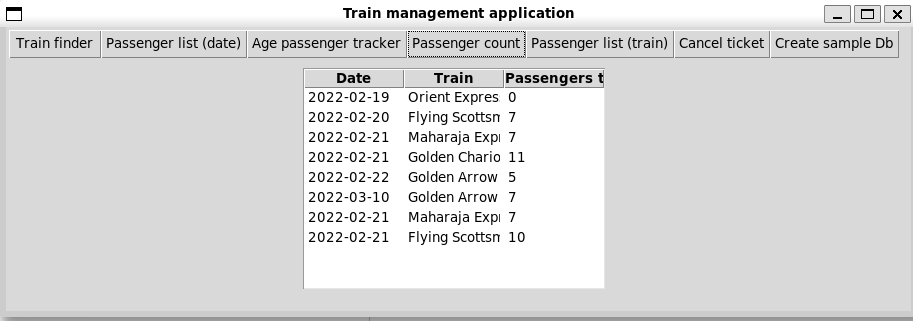 Train management application
Train finder Passenger list (date) Age passenger tracker Passenger count Passenger list (train) Cancel ticket Create sample Db
Date Train Passengers t
2022-02-19 Orient Expres 0
2022-02-20 Flying Scottsm 7
2022-02-21 Maharaja Exp 7
2022-02-21 Golden Chario 11
2022-02-22 Golden Arrow 5
2022-03-10 Golden Arrow 7
2022-02-21 Maharaja Exp 7
2022-02-21 Flying Scottsm 10